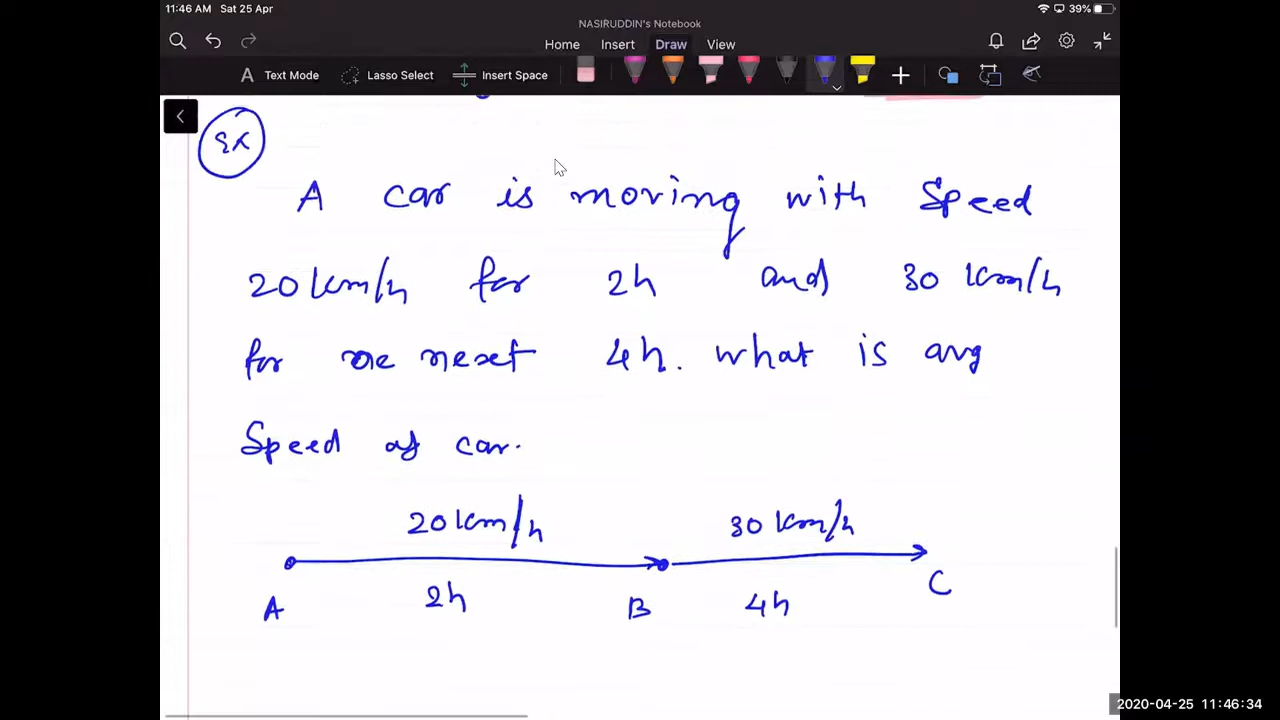 11:46 AM Sat 25 Apr
39%
NASIRUDDIN's Notebook
Home Insert Draw View
Text Mode Lasso Select Insert Space
Ex
A car is moving with Speed
20 km/h for 2h and 30 km/h
for the next 4h. what is avg
Speed of car.
20 km/h 30 km/h
2h 4h
A B C
2020-04-25 11:46:34